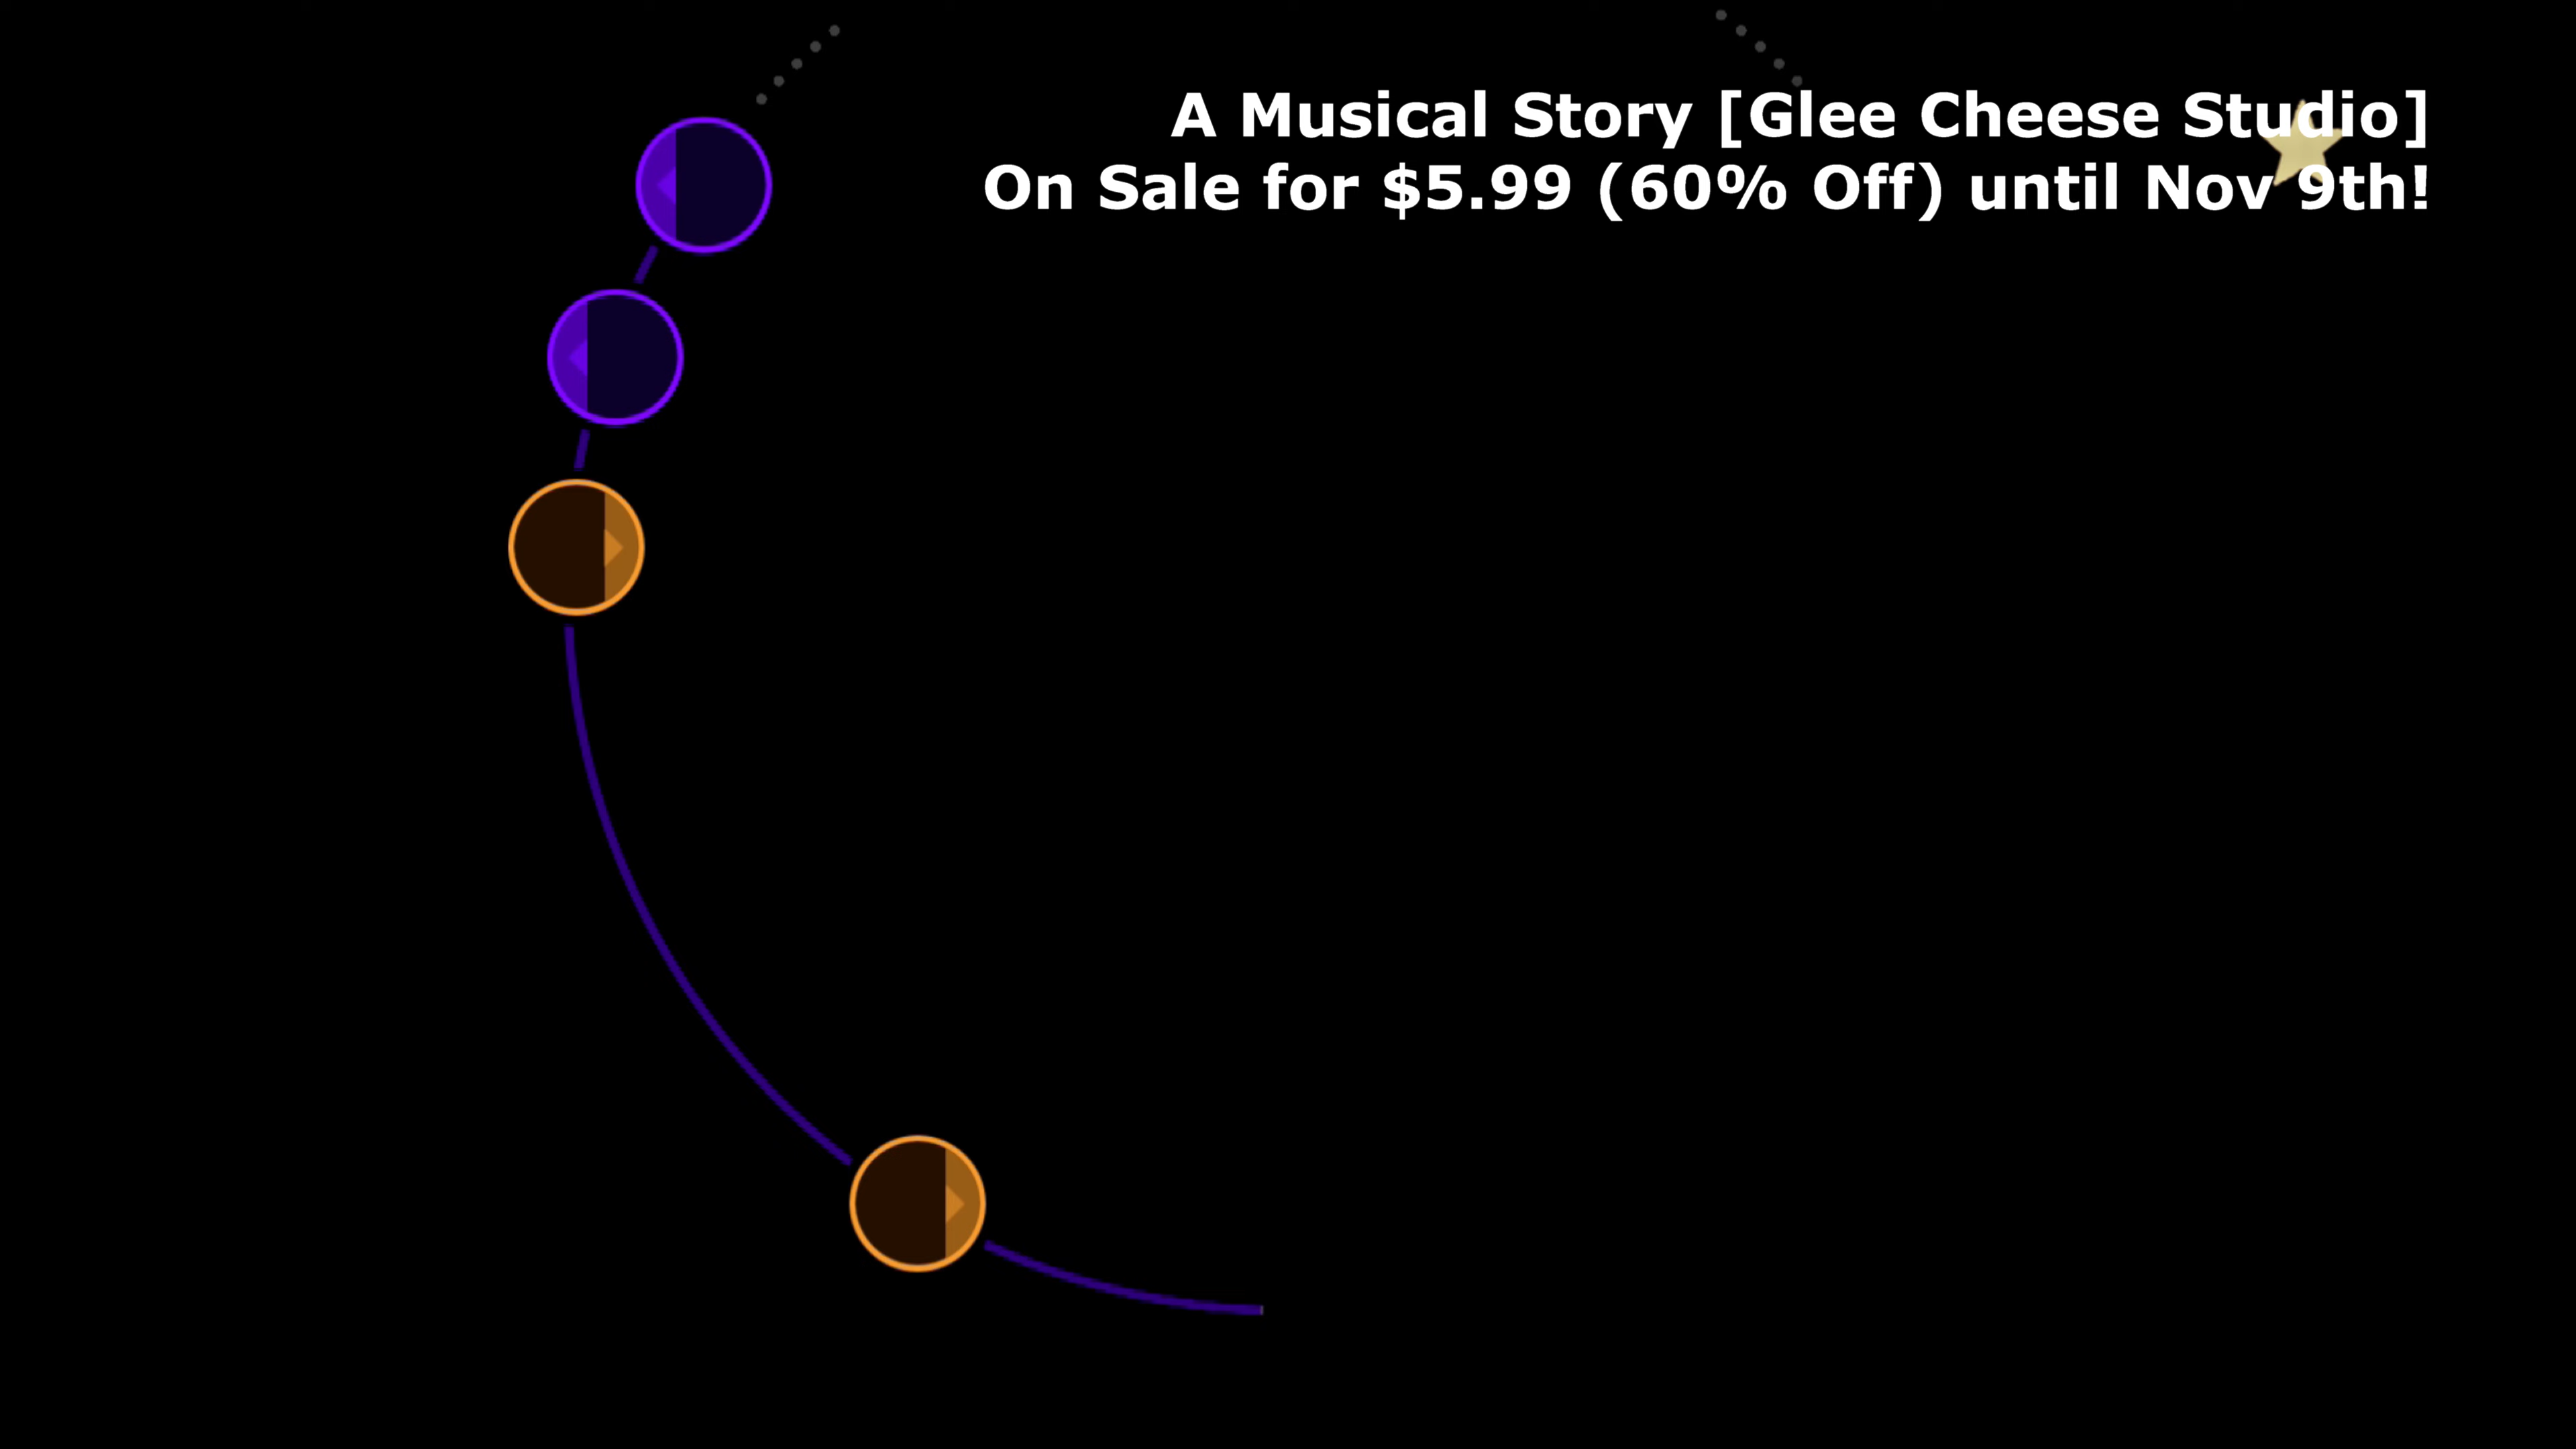 A Musical Story [Glee Cheese Studio]
On Sale for $5.99 (60% Off) until Nov 9th!